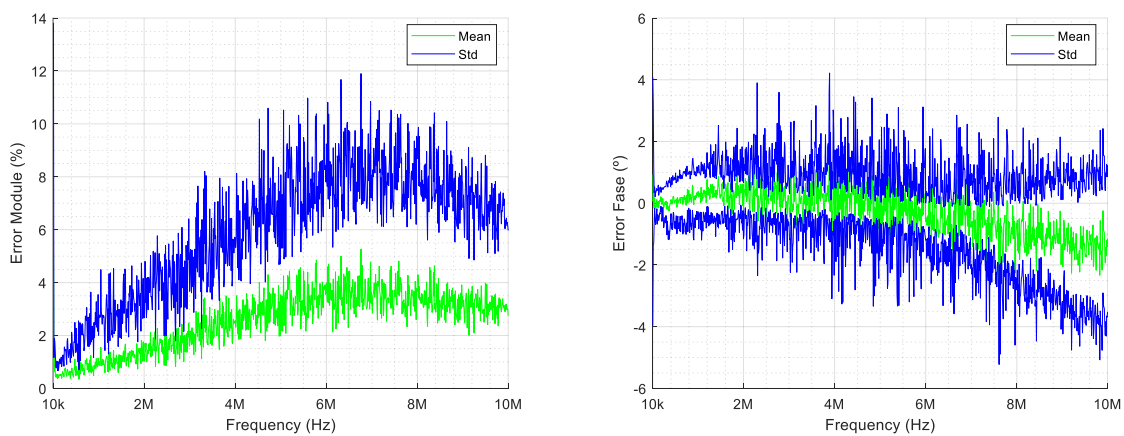 14
12
10
8
6
4
2
0
Error Module (%)
10k 2M 4M 6M 8M 10M
Frequency (Hz)
Mean
Std
6
4
2
0
-2
-4
-6
Error Fase (º)
10k 2M 4M 6M 8M 10M
Frequency (Hz)
Mean
Std